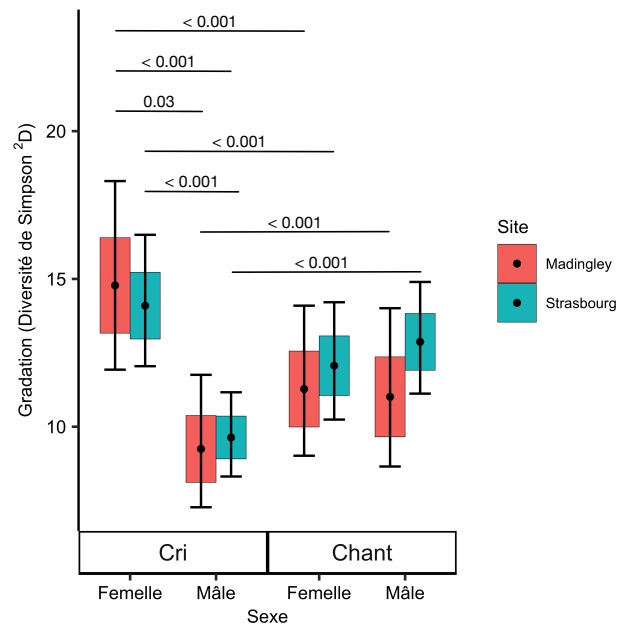 < 0.001
< 0.001
0.03
< 0.001
< 0.001
< 0.001
< 0.001
Gradation (Diversité de Simpson ²D)
20
15
10
Site
Madingley
Strasbourg
Cri
Chant
Femelle
Mâle
Femelle
Mâle
Sexe